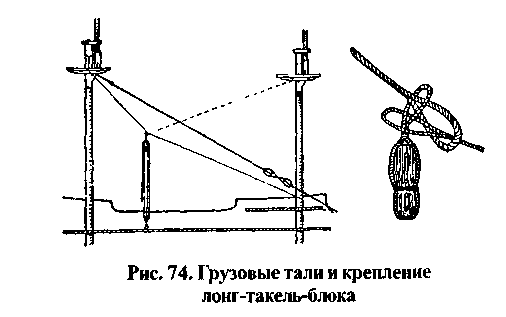 Рис. 74. Грузовые тали и крепление
лонг-такель-блока